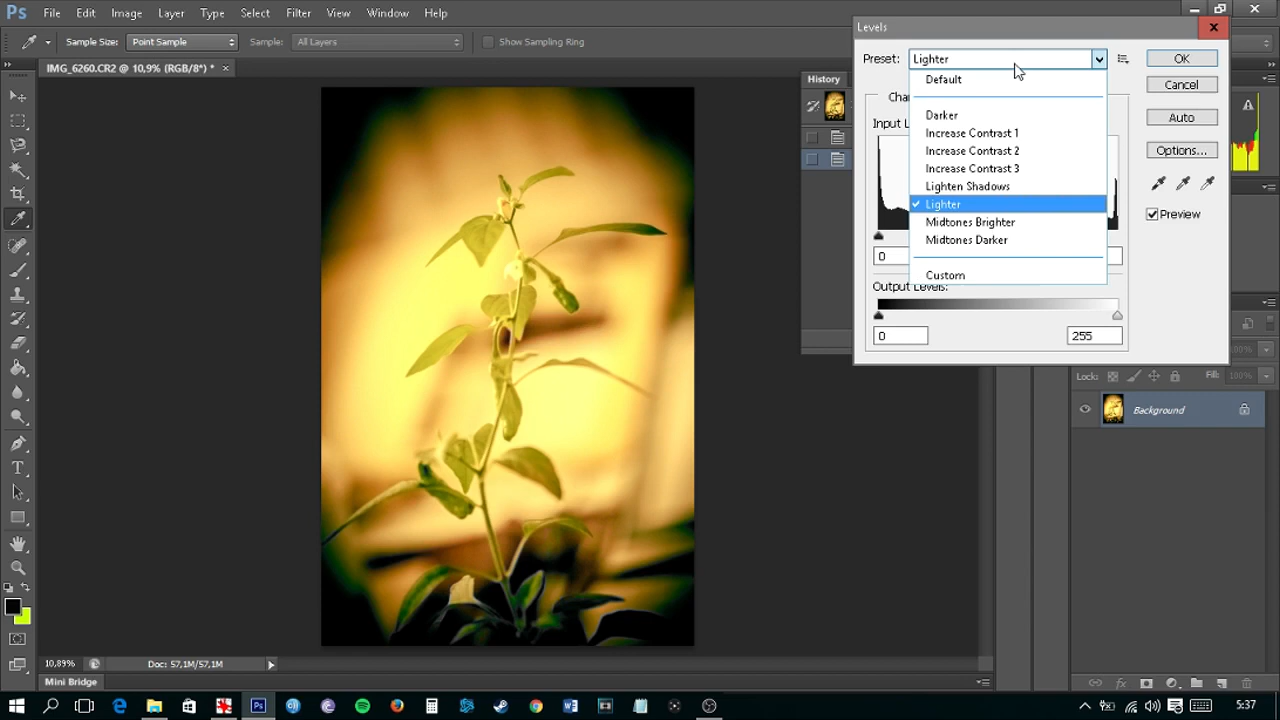 Ps File Edit Image Layer Type Select Filter View Window Help
Sample Size: Point Sample Sample: All Layers Show Sampling Ring
IMG_6260.CR2 @ 10,9% (RGB/8*) * ×
History
Levels
Preset: Lighter
Default
Darker
Increase Contrast 1
Increase Contrast 2
Increase Contrast 3
Lighten Shadows
Lighter
Midtones Brighter
Midtones Darker
Custom
Cha
Input L
0
Output Levels:
0 255
OK
Cancel
Auto
Options...
Preview
100%
Lock: Fill: 100%
Background
10,89% Doc: 57,1M/57,1M
Mini Bridge
5:37